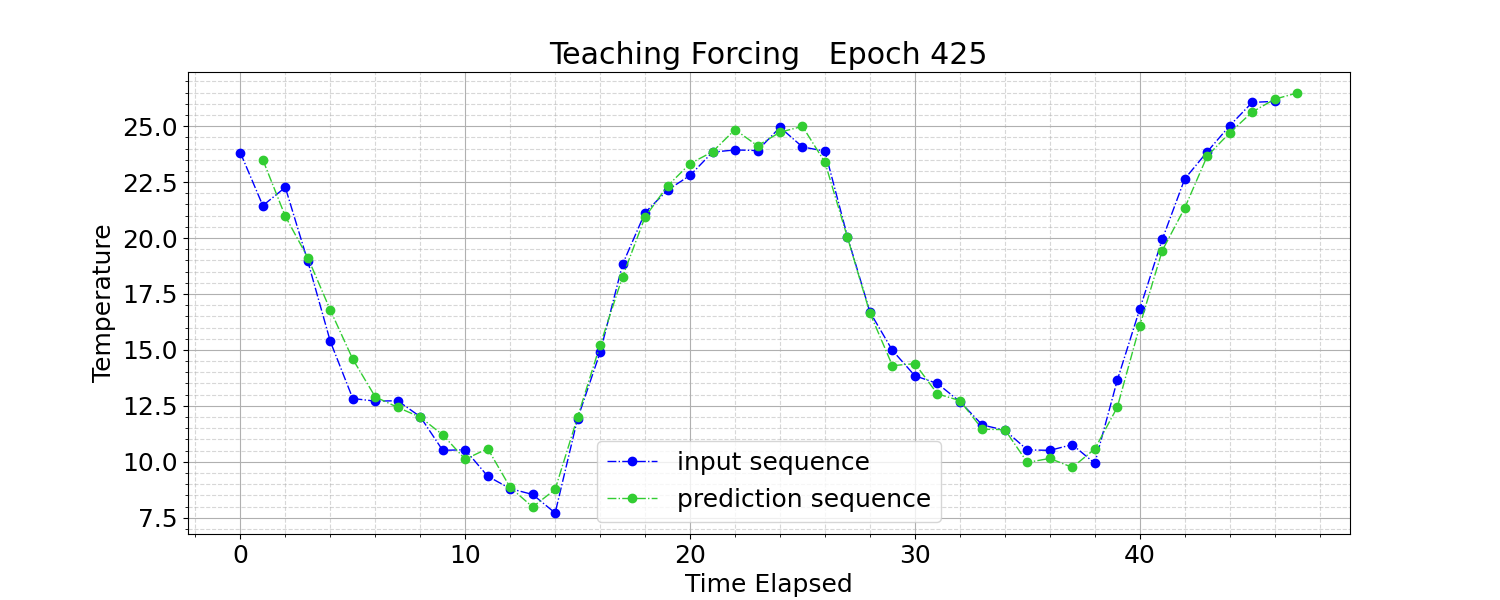 Teaching Forcing   Epoch 425
Temperature
25.0
22.5
20.0
17.5
15.0
12.5
10.0
7.5
input sequence
prediction sequence
0 10 20 30 40
Time Elapsed